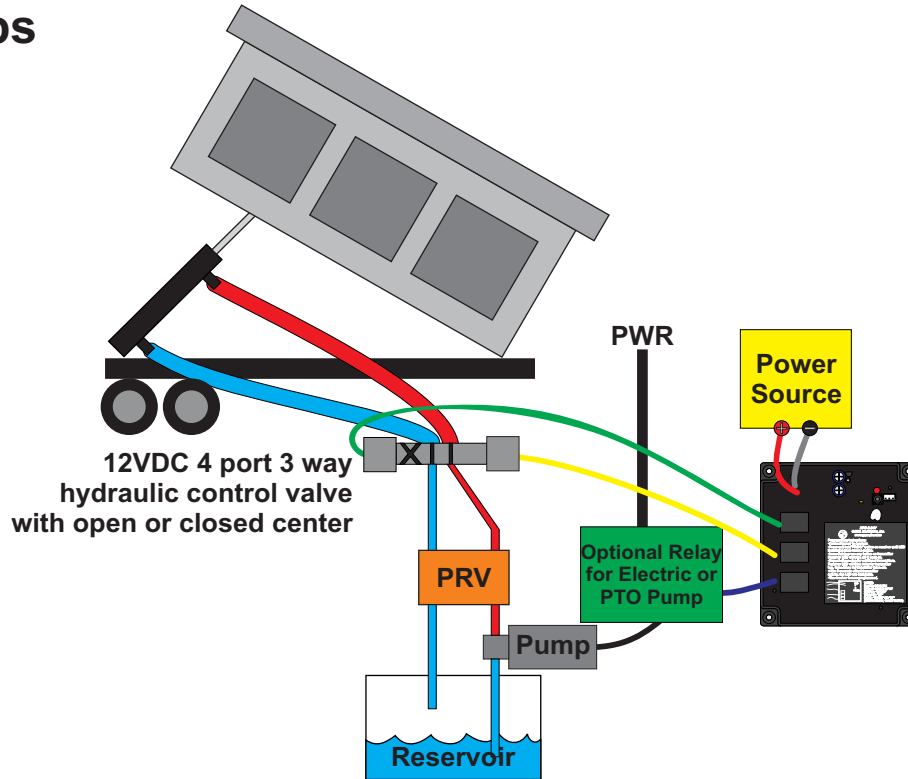 PWR
Power
Source
12VDC 4 port 3 way
hydraulic control valve
with open or closed center
PRV
Optional Relay
for Electric or
PTO Pump
Pump
Reservoir